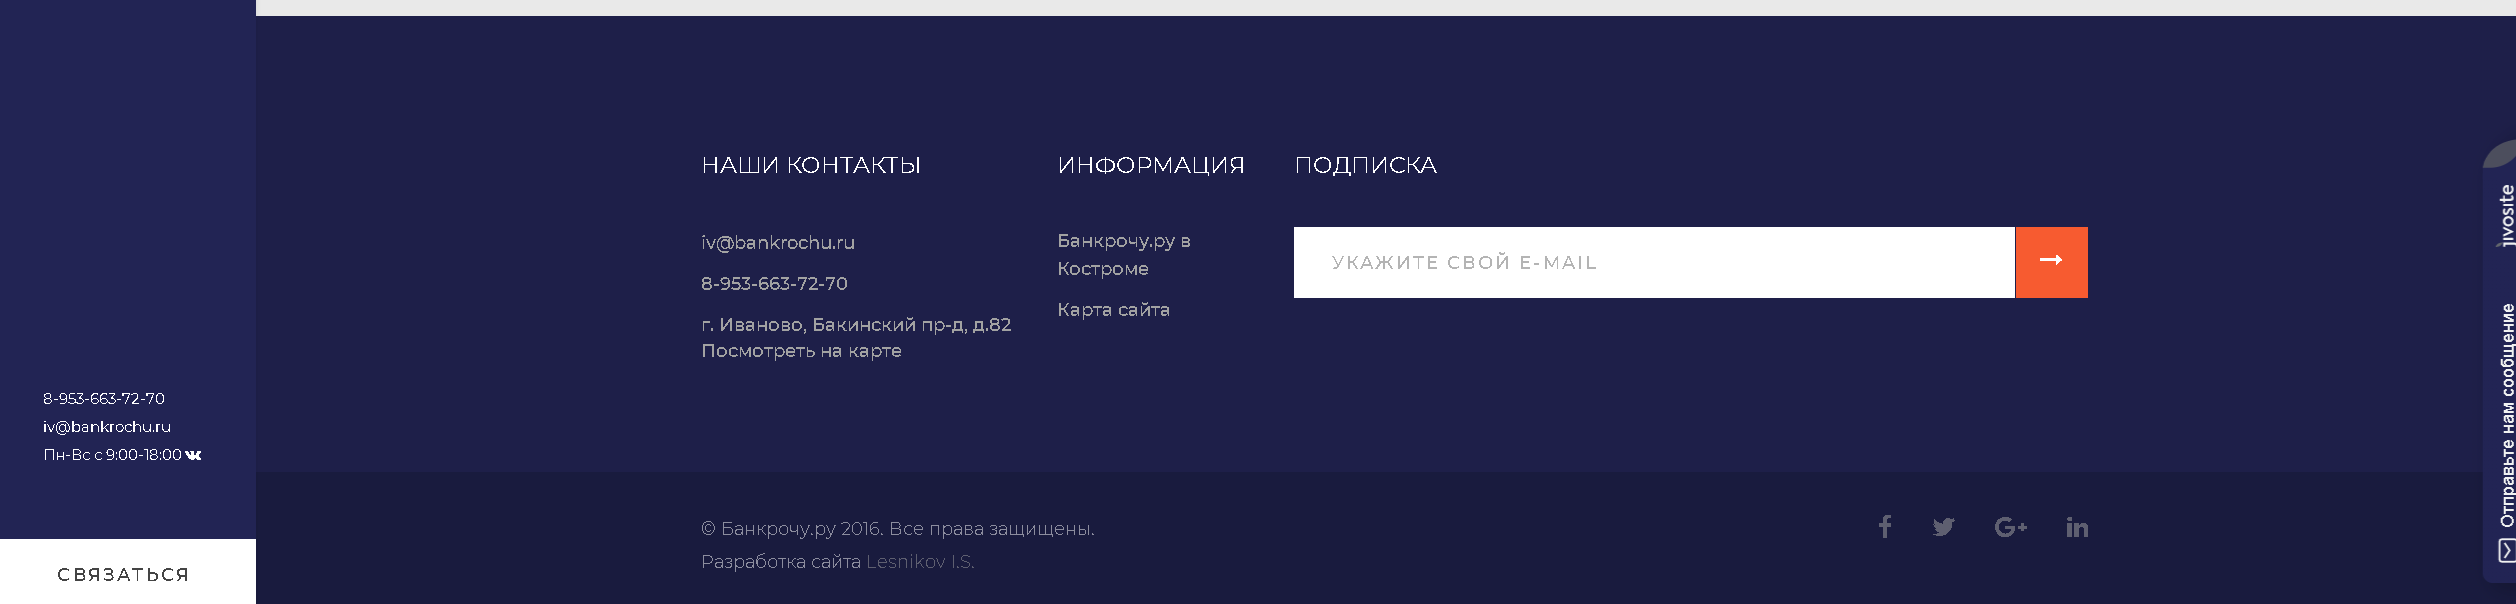 8-953-663-72-70
iv@bankrochu.ru
Пн-Вс с 9:00-18:00
СВЯЗАТЬСЯ
НАШИ КОНТАКТЫ
iv@bankrochu.ru
8-953-663-72-70
г. Иваново, Бакинский пр-д, д.82
Посмотреть на карте
ИНФОРМАЦИЯ
Банкрочу.ру в
Костроме
Карта сайта
ПОДПИСКА
УКАЖИТЕ СВОЙ E-MAIL
© Банкрочу.ру 2016. Все права защищены.
Разработка сайта Lesnikov I.S.
G+
in
jivosite
Отправьте нам сообщение